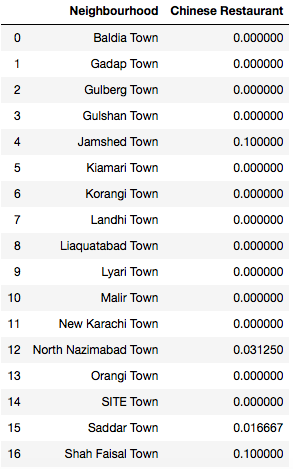 Neighbourhood Chinese Restaurant
0 Baldia Town 0.000000
1 Gadap Town 0.000000
2 Gulberg Town 0.000000
3 Gulshan Town 0.000000
4 Jamshed Town 0.100000
5 Kiamari Town 0.000000
6 Korangi Town 0.000000
7 Landhi Town 0.000000
8 Liaquatabad Town 0.000000
9 Lyari Town 0.000000
10 Malir Town 0.000000
11 New Karachi Town 0.000000
12 North Nazimabad Town 0.031250
13 Orangi Town 0.000000
14 SITE Town 0.000000
15 Saddar Town 0.016667
16 Shah Faisal Town 0.100000